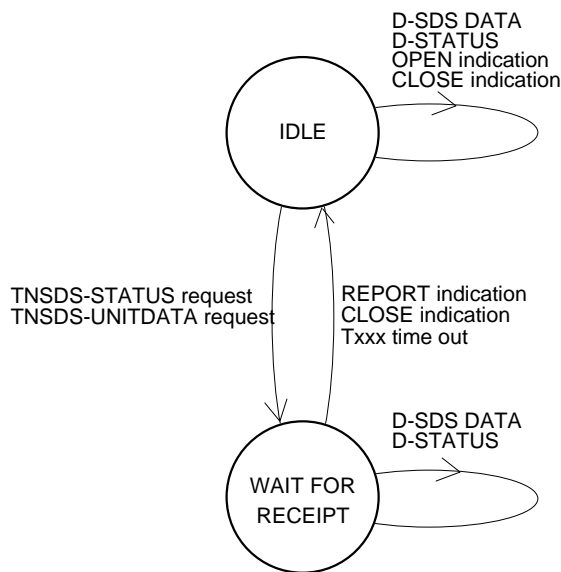 D-SDS DATA
D-STATUS
OPEN indication
CLOSE indication
IDLE
TNSDS-STATUS request
TNSDS-UNITDATA request
REPORT indication
CLOSE indication
Txxx time out
D-SDS DATA
D-STATUS
WAIT FOR
RECEIPT